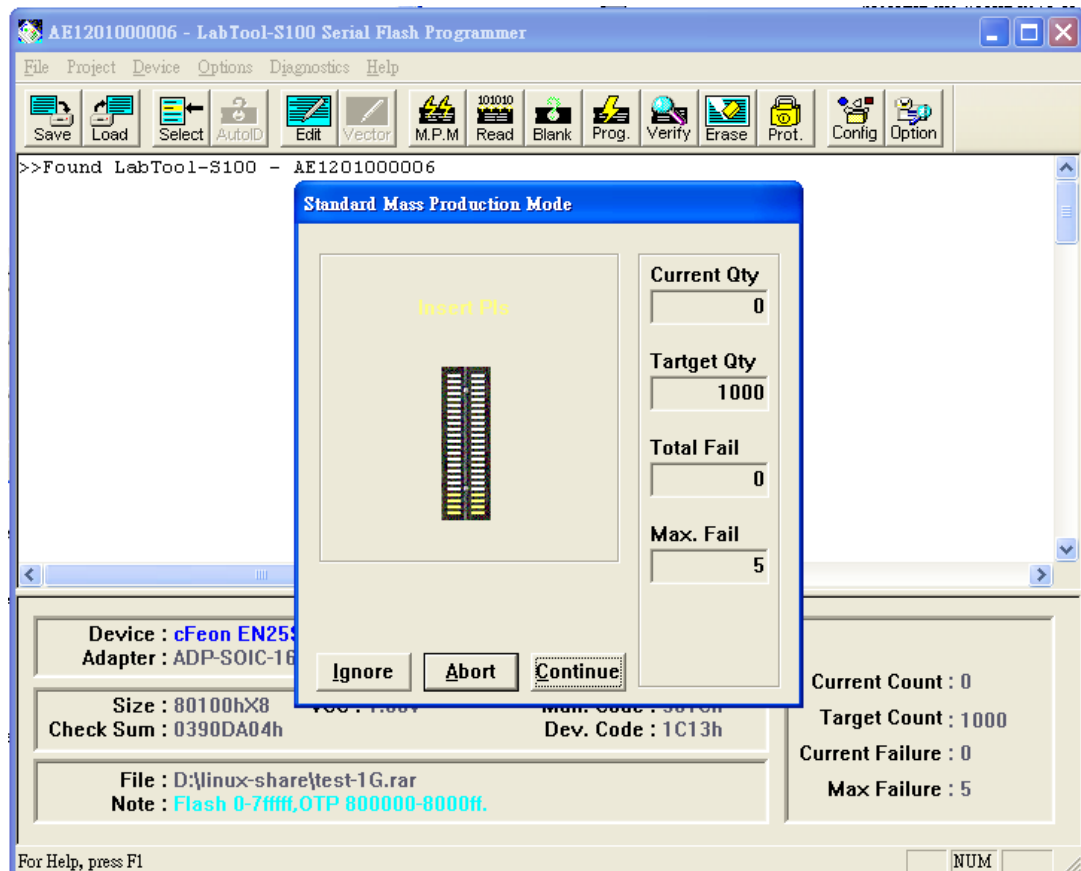 AE1201000006 - LabTool-S100 Serial Flash Programmer
File Project Device Options Diagnostics Help
Save Load Select AutoID Edit Vector M.P.M 101010 Read Blank Prog. Verify Erase Prot. Config Option
>>Found LabTool-S100 - AE1201000006
Standard Mass Production Mode
Insert Pls
Current Qty
0
Tartget Qty
1000
Total Fail
0
Max. Fail
5
Ignore Abort Continue
Device : cFeon
Adapter : ADP-SOIC-16
Size : 80100hX8
Check Sum : 0390DA04h Dev. Code : 1C13h
File : D:\linux-share\test-1G.rar
Note : Flash 0-7fffff,OTP 800000-8000ff.
Current Count : 0
Target Count : 1000
Current Failure : 0
Max Failure : 5
For Help, press F1
NUM